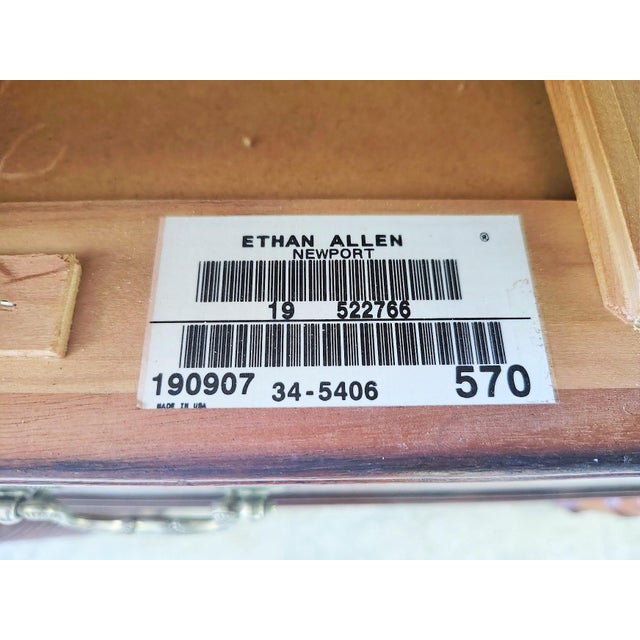 ETHAN ALLEN ®
NEWPORT
19 522766
190907 34-5406 570
MADE IN USA